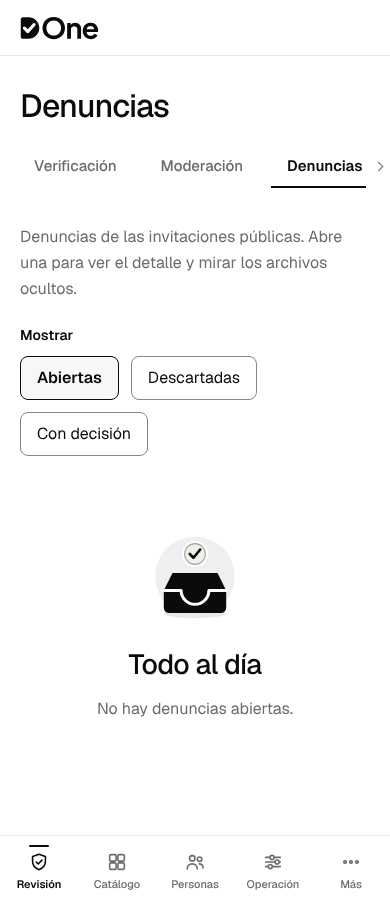 One
Denuncias
Verificación
Moderación
Denuncias
Denuncias de las invitaciones públicas. Abre
una para ver el detalle y mirar los archivos
ocultos.
Mostrar
Abiertas
Descartadas
Con decisión
Todo al día
No hay denuncias abiertas.
Revisión
Catálogo
Personas
Operación
Más